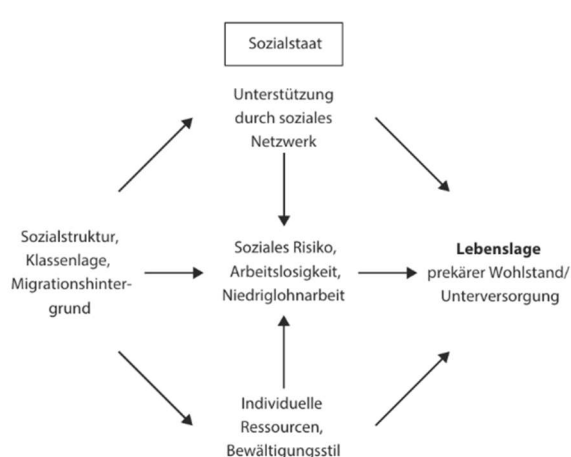 Sozialstaat
Unterstützung
durch soziales
Netzwerk
Sozialstruktur,
Klassenlage,
Migrationshinter-
grund
Soziales Risiko,
Arbeitslosigkeit,
Niedriglohnarbeit
Lebenslage
prekärer Wohlstand/
Unterversorgung
Individuelle
Ressourcen,
Bewältigungsstil